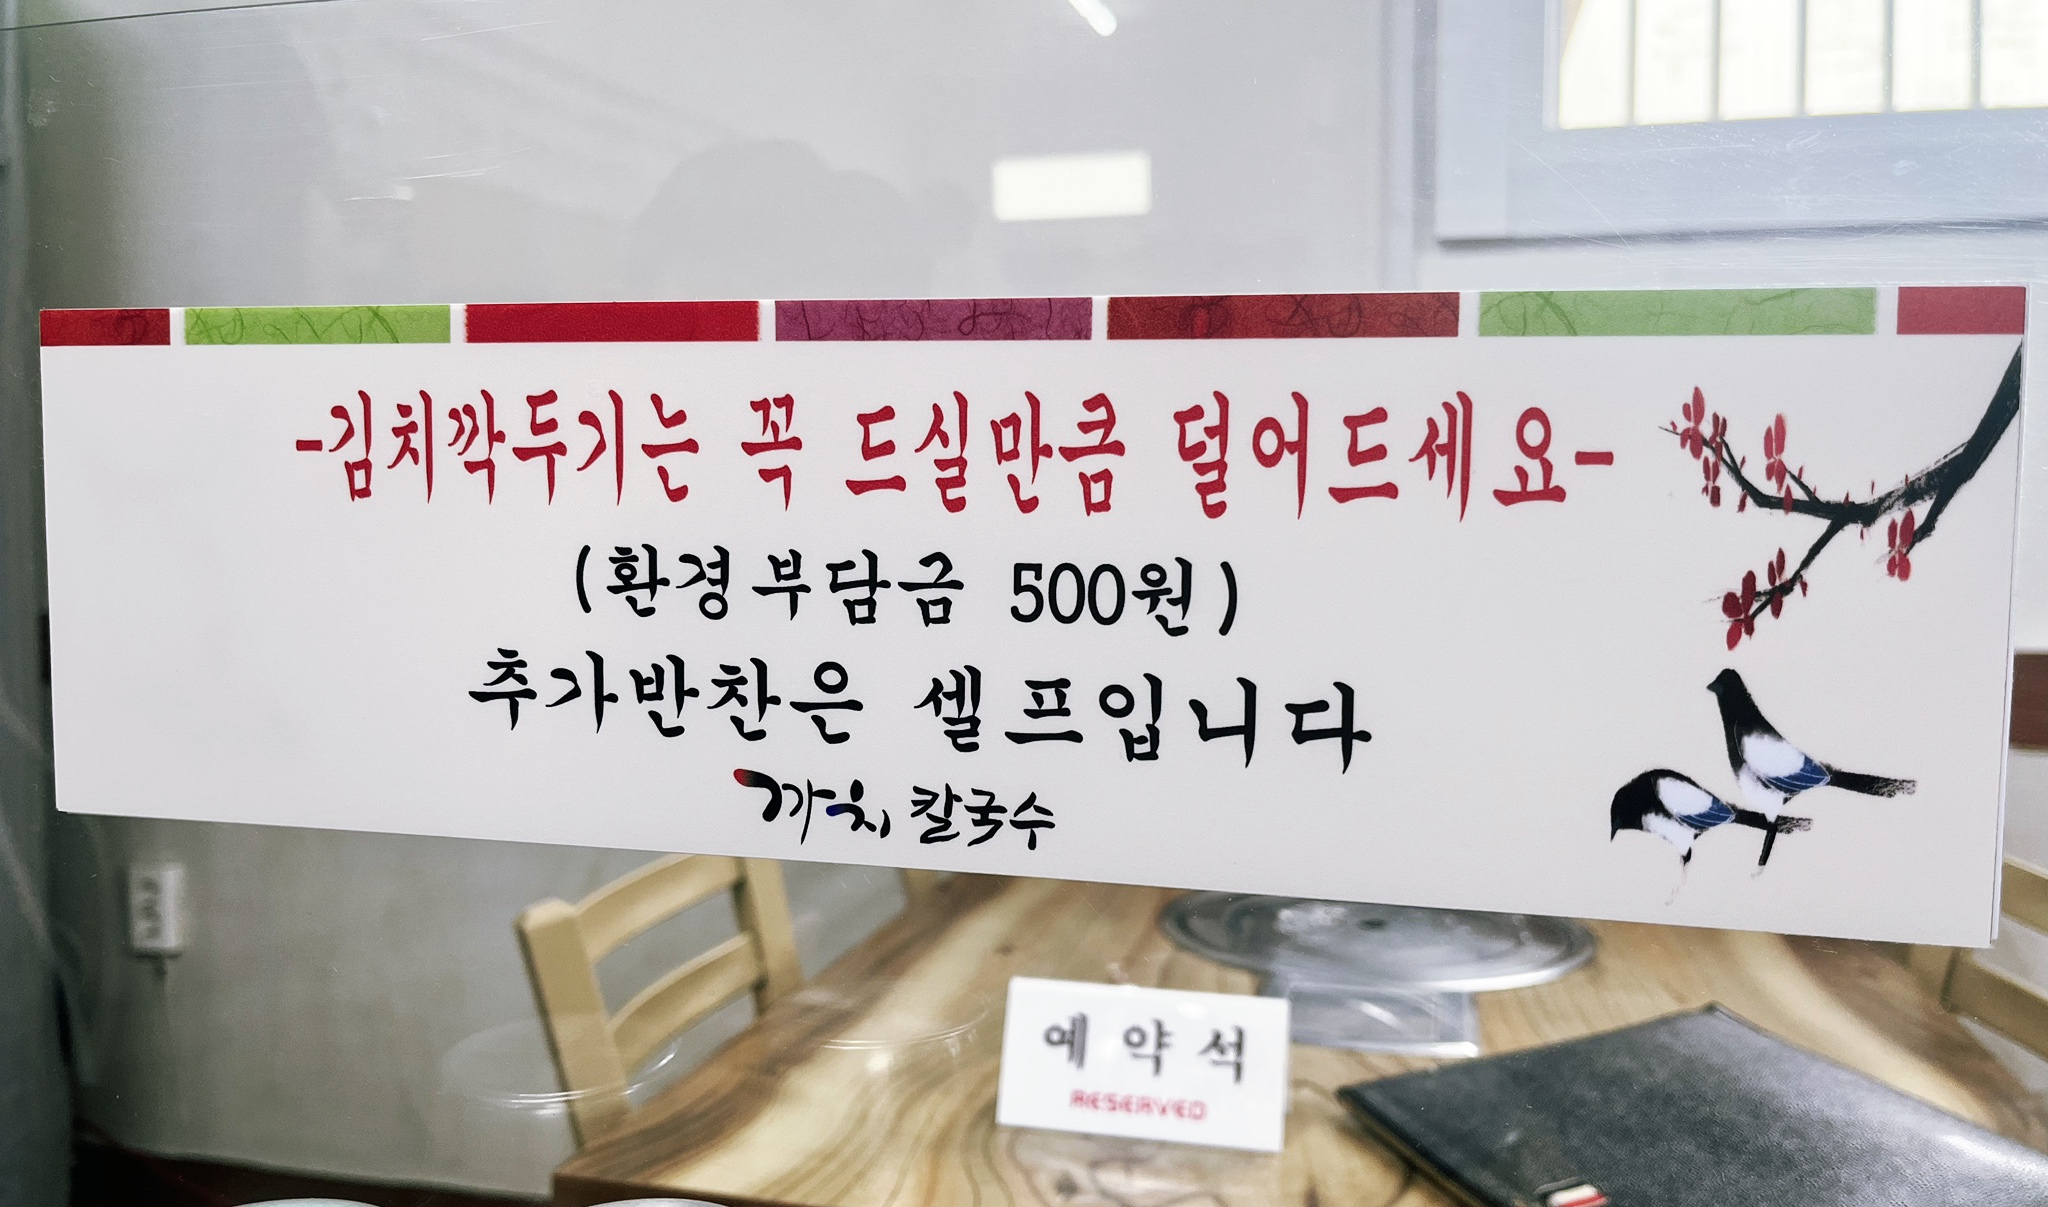 -김치깍두기는 꼭 드실만큼 덜어드세요-
(환경부담금 500원)
추가반찬은 셀프입니다
까치 칼국수
예약석
RESERVED